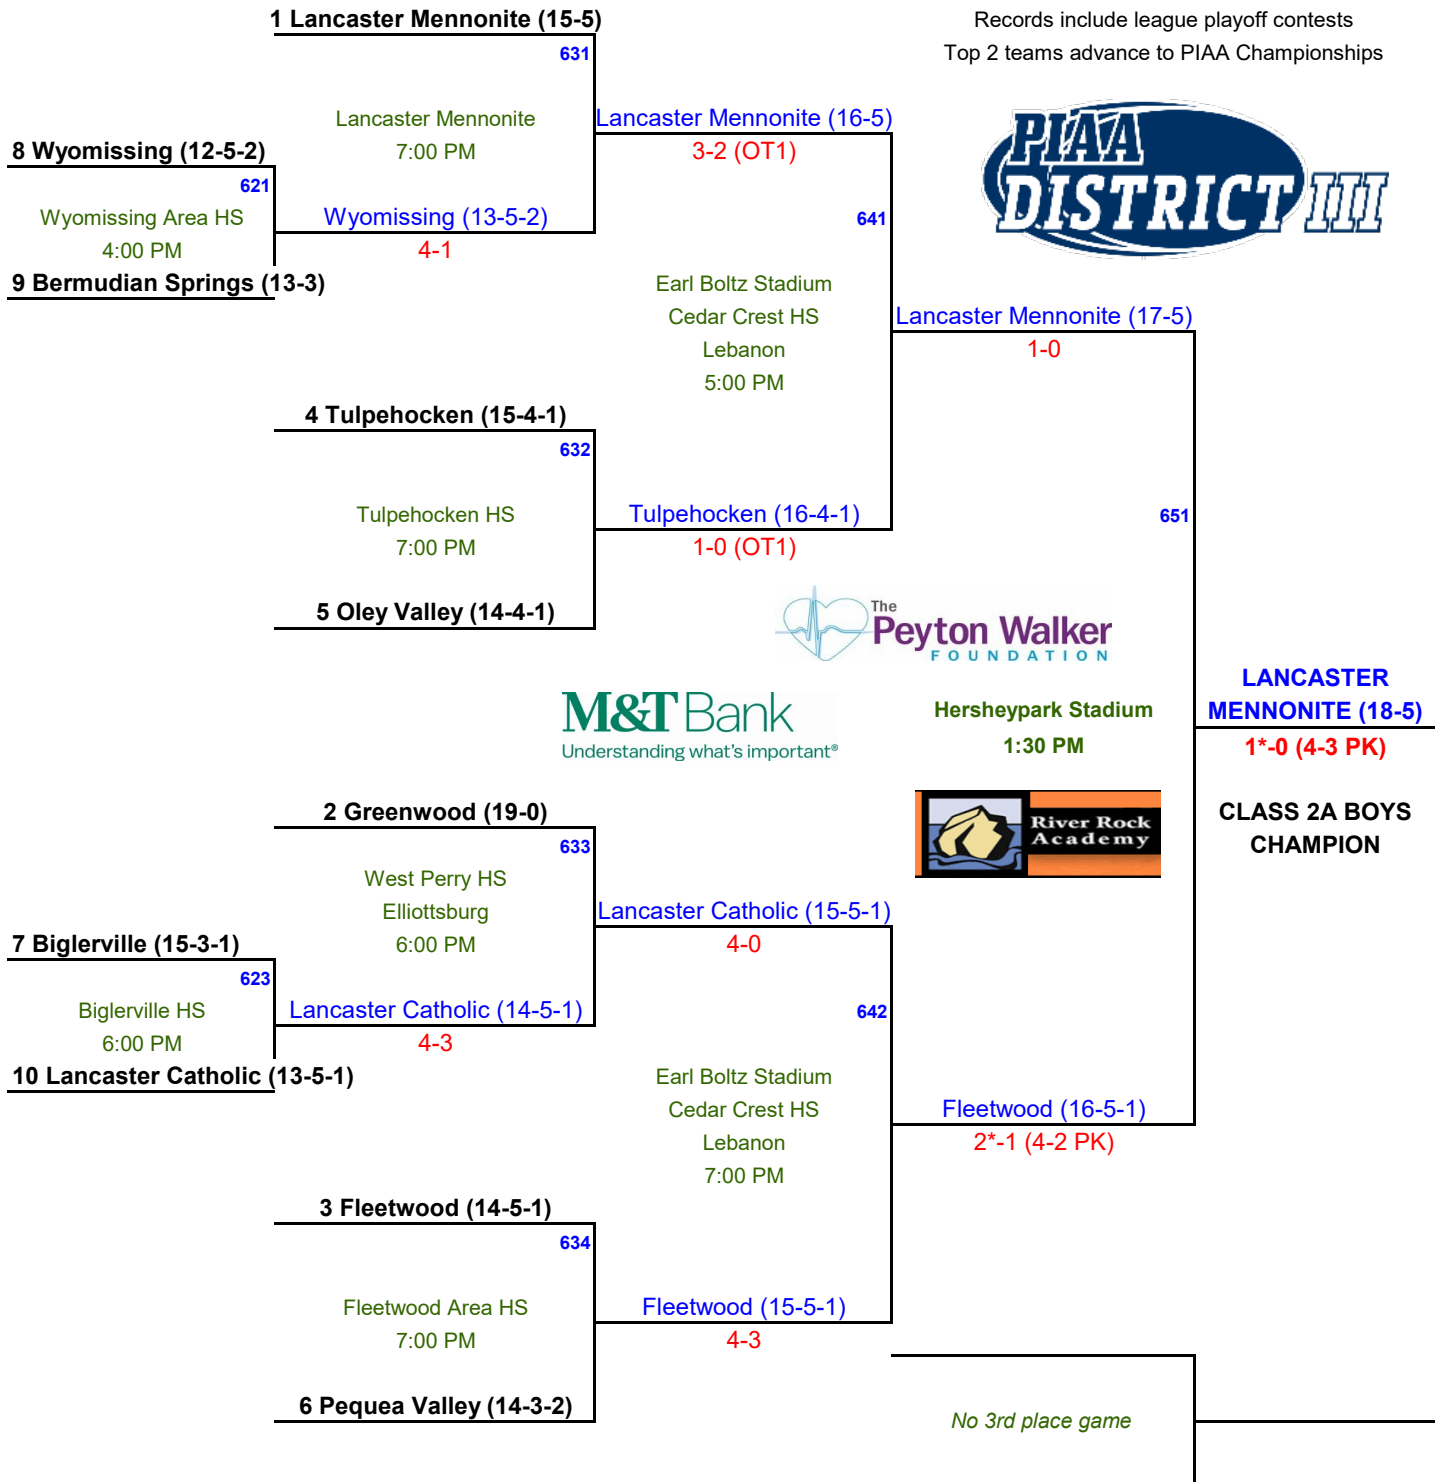 1 Lancaster Mennonite (15-5)
Records include league playoff contests
Top 2 teams advance to PIAA Championships
631
Lancaster Mennonite
7:00 PM
Lancaster Mennonite (16-5)
3-2 (OT1)
PIAA
DISTRICT III
8 Wyomissing (12-5-2)
621
Wyomissing Area HS
4:00 PM
Wyomissing (13-5-2)
4-1
9 Bermudian Springs (13-3)
641
Earl Boltz Stadium
Cedar Crest HS
Lebanon
5:00 PM
Lancaster Mennonite (17-5)
1-0
4 Tulpehocken (15-4-1)
632
Tulpehocken HS
7:00 PM
Tulpehocken (16-4-1)
1-0 (OT1)
651
5 Oley Valley (14-4-1)
The
Peyton Walker
FOUNDATION
M&T Bank
Understanding what's important®
Hersheypark Stadium
1:30 PM
LANCASTER
MENNONITE (18-5)
1*-0 (4-3 PK)
River Rock
Academy
CLASS 2A BOYS
CHAMPION
2 Greenwood (19-0)
633
West Perry HS
Elliottsburg
6:00 PM
Lancaster Catholic (15-5-1)
4-0
7 Biglerville (15-3-1)
623
Biglerville HS
6:00 PM
Lancaster Catholic (14-5-1)
4-3
10 Lancaster Catholic (13-5-1)
642
Earl Boltz Stadium
Cedar Crest HS
Lebanon
7:00 PM
Fleetwood (16-5-1)
2*-1 (4-2 PK)
3 Fleetwood (14-5-1)
634
Fleetwood Area HS
7:00 PM
Fleetwood (15-5-1)
4-3
6 Pequea Valley (14-3-2)
No 3rd place game